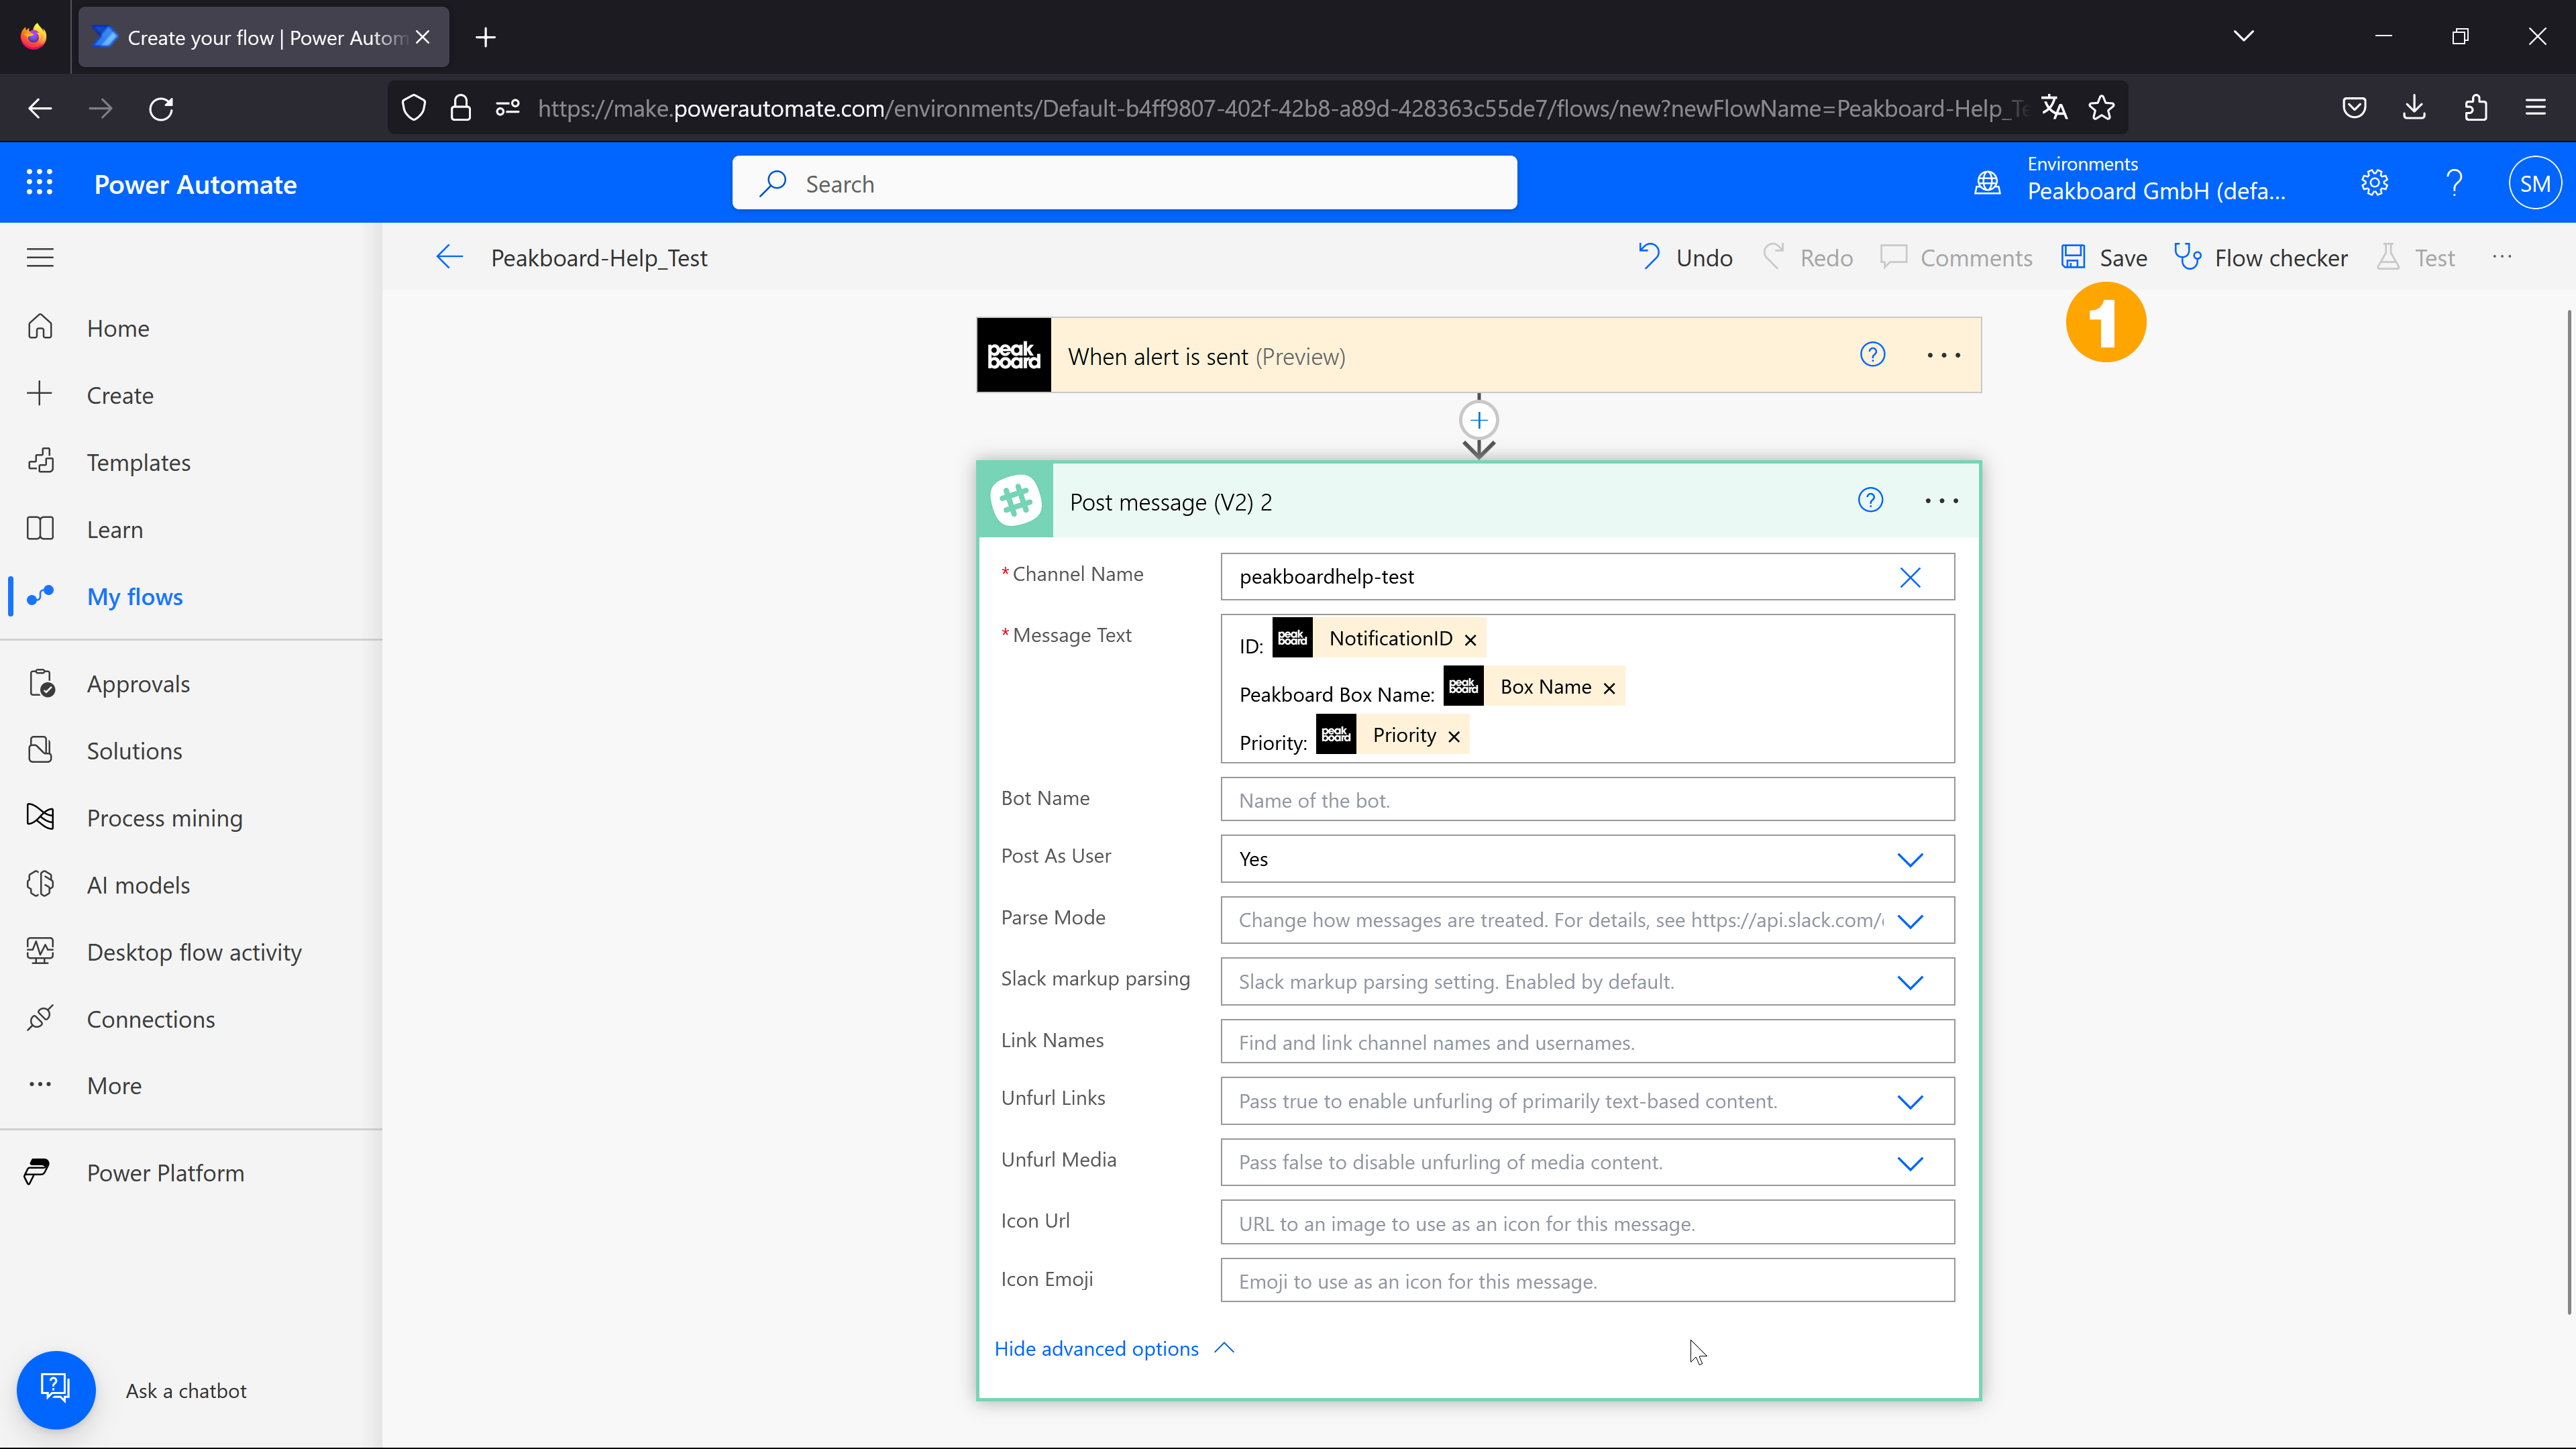 Create your flow | Power Autom
https://make.powerautomate.com/environments/Default-b4ff9807-402f-42b8-a89d-428363c55de7/flows/new?newFlowName=Peakboard-Help_Te
Power Automate
Search
Environments
Peakboard GmbH (defa...
SM
Peakboard-Help_Test
Undo
Redo
Comments
Save
Flow checker
Test
1
Home
Create
Templates
Learn
My flows
Approvals
Solutions
Process mining
AI models
Desktop flow activity
Connections
More
Power Platform
Ask a chatbot
peak
board
When alert is sent (Preview)
Post message (V2) 2
* Channel Name
peakboardhelp-test
* Message Text
ID: peak board NotificationID
Peakboard Box Name: peak board Box Name
Priority: peak board Priority
Bot Name
Name of the bot.
Post As User
Yes
Parse Mode
Change how messages are treated. For details, see https://api.slack.com/
Slack markup parsing
Slack markup parsing setting. Enabled by default.
Link Names
Find and link channel names and usernames.
Unfurl Links
Pass true to enable unfurling of primarily text-based content.
Unfurl Media
Pass false to disable unfurling of media content.
Icon Url
URL to an image to use as an icon for this message.
Icon Emoji
Emoji to use as an icon for this message.
Hide advanced options